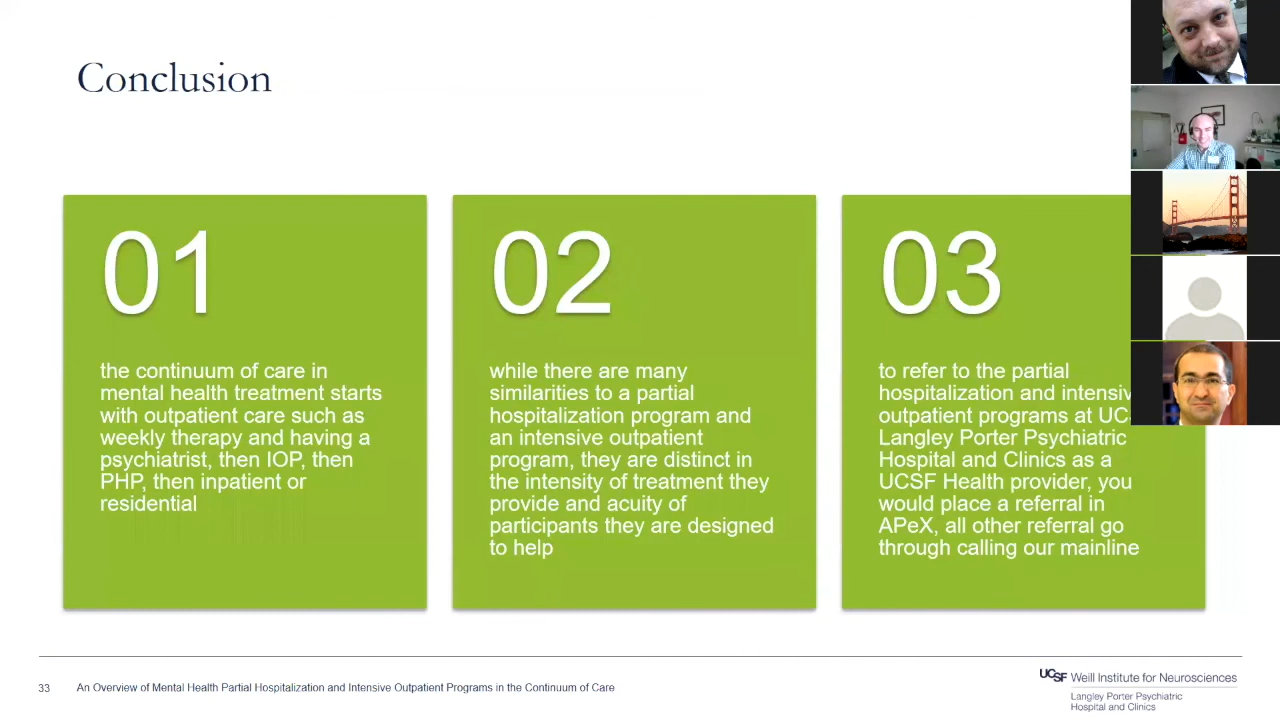 Conclusion
01
the continuum of care in
mental health treatment starts
with outpatient care such as
weekly therapy and having a
psychiatrist, then IOP, then
PHP, then inpatient or
residential
02
while there are many
similarities to a partial
hospitalization program and
an intensive outpatient
program, they are distinct in
the intensity of treatment they
provide and acuity of
participants they are designed
to help
03
to refer to the partial
hospitalization and intensiv
outpatient programs at UC
Langley Porter Psychiatric
Hospital and Clinics as a
UCSF Health provider, you
would place a referral in
APeX, all other referral go
through calling our mainline
33 An Overview of Mental Health Partial Hospitalization and Intensive Outpatient Programs in the Continuum of Care
UCSF Weill Institute for Neurosciences
Langley Porter Psychiatric
Hospital and Clinics